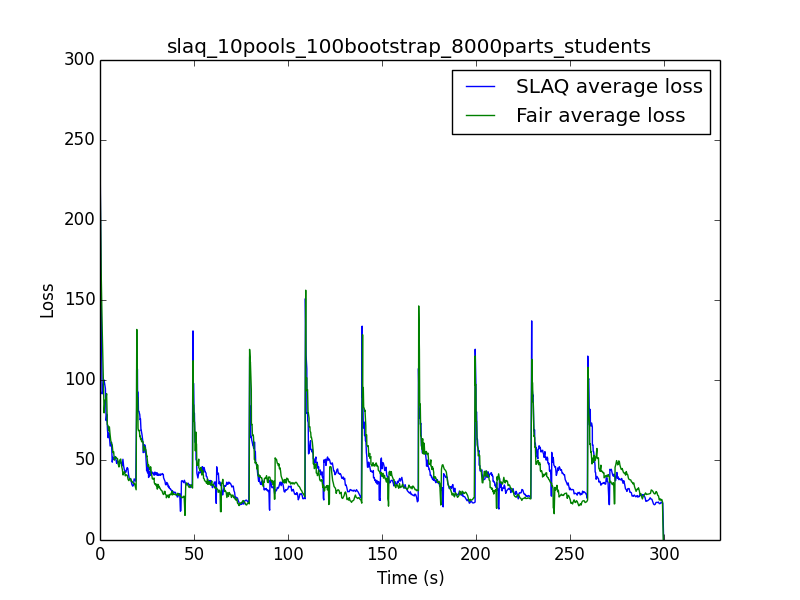 slaq_10pools_100bootstrap_8000parts_students
SLAQ average loss
Fair average loss
300
250
200
150
100
50
0
Loss
0 50 100 150 200 250 300
Time (s)